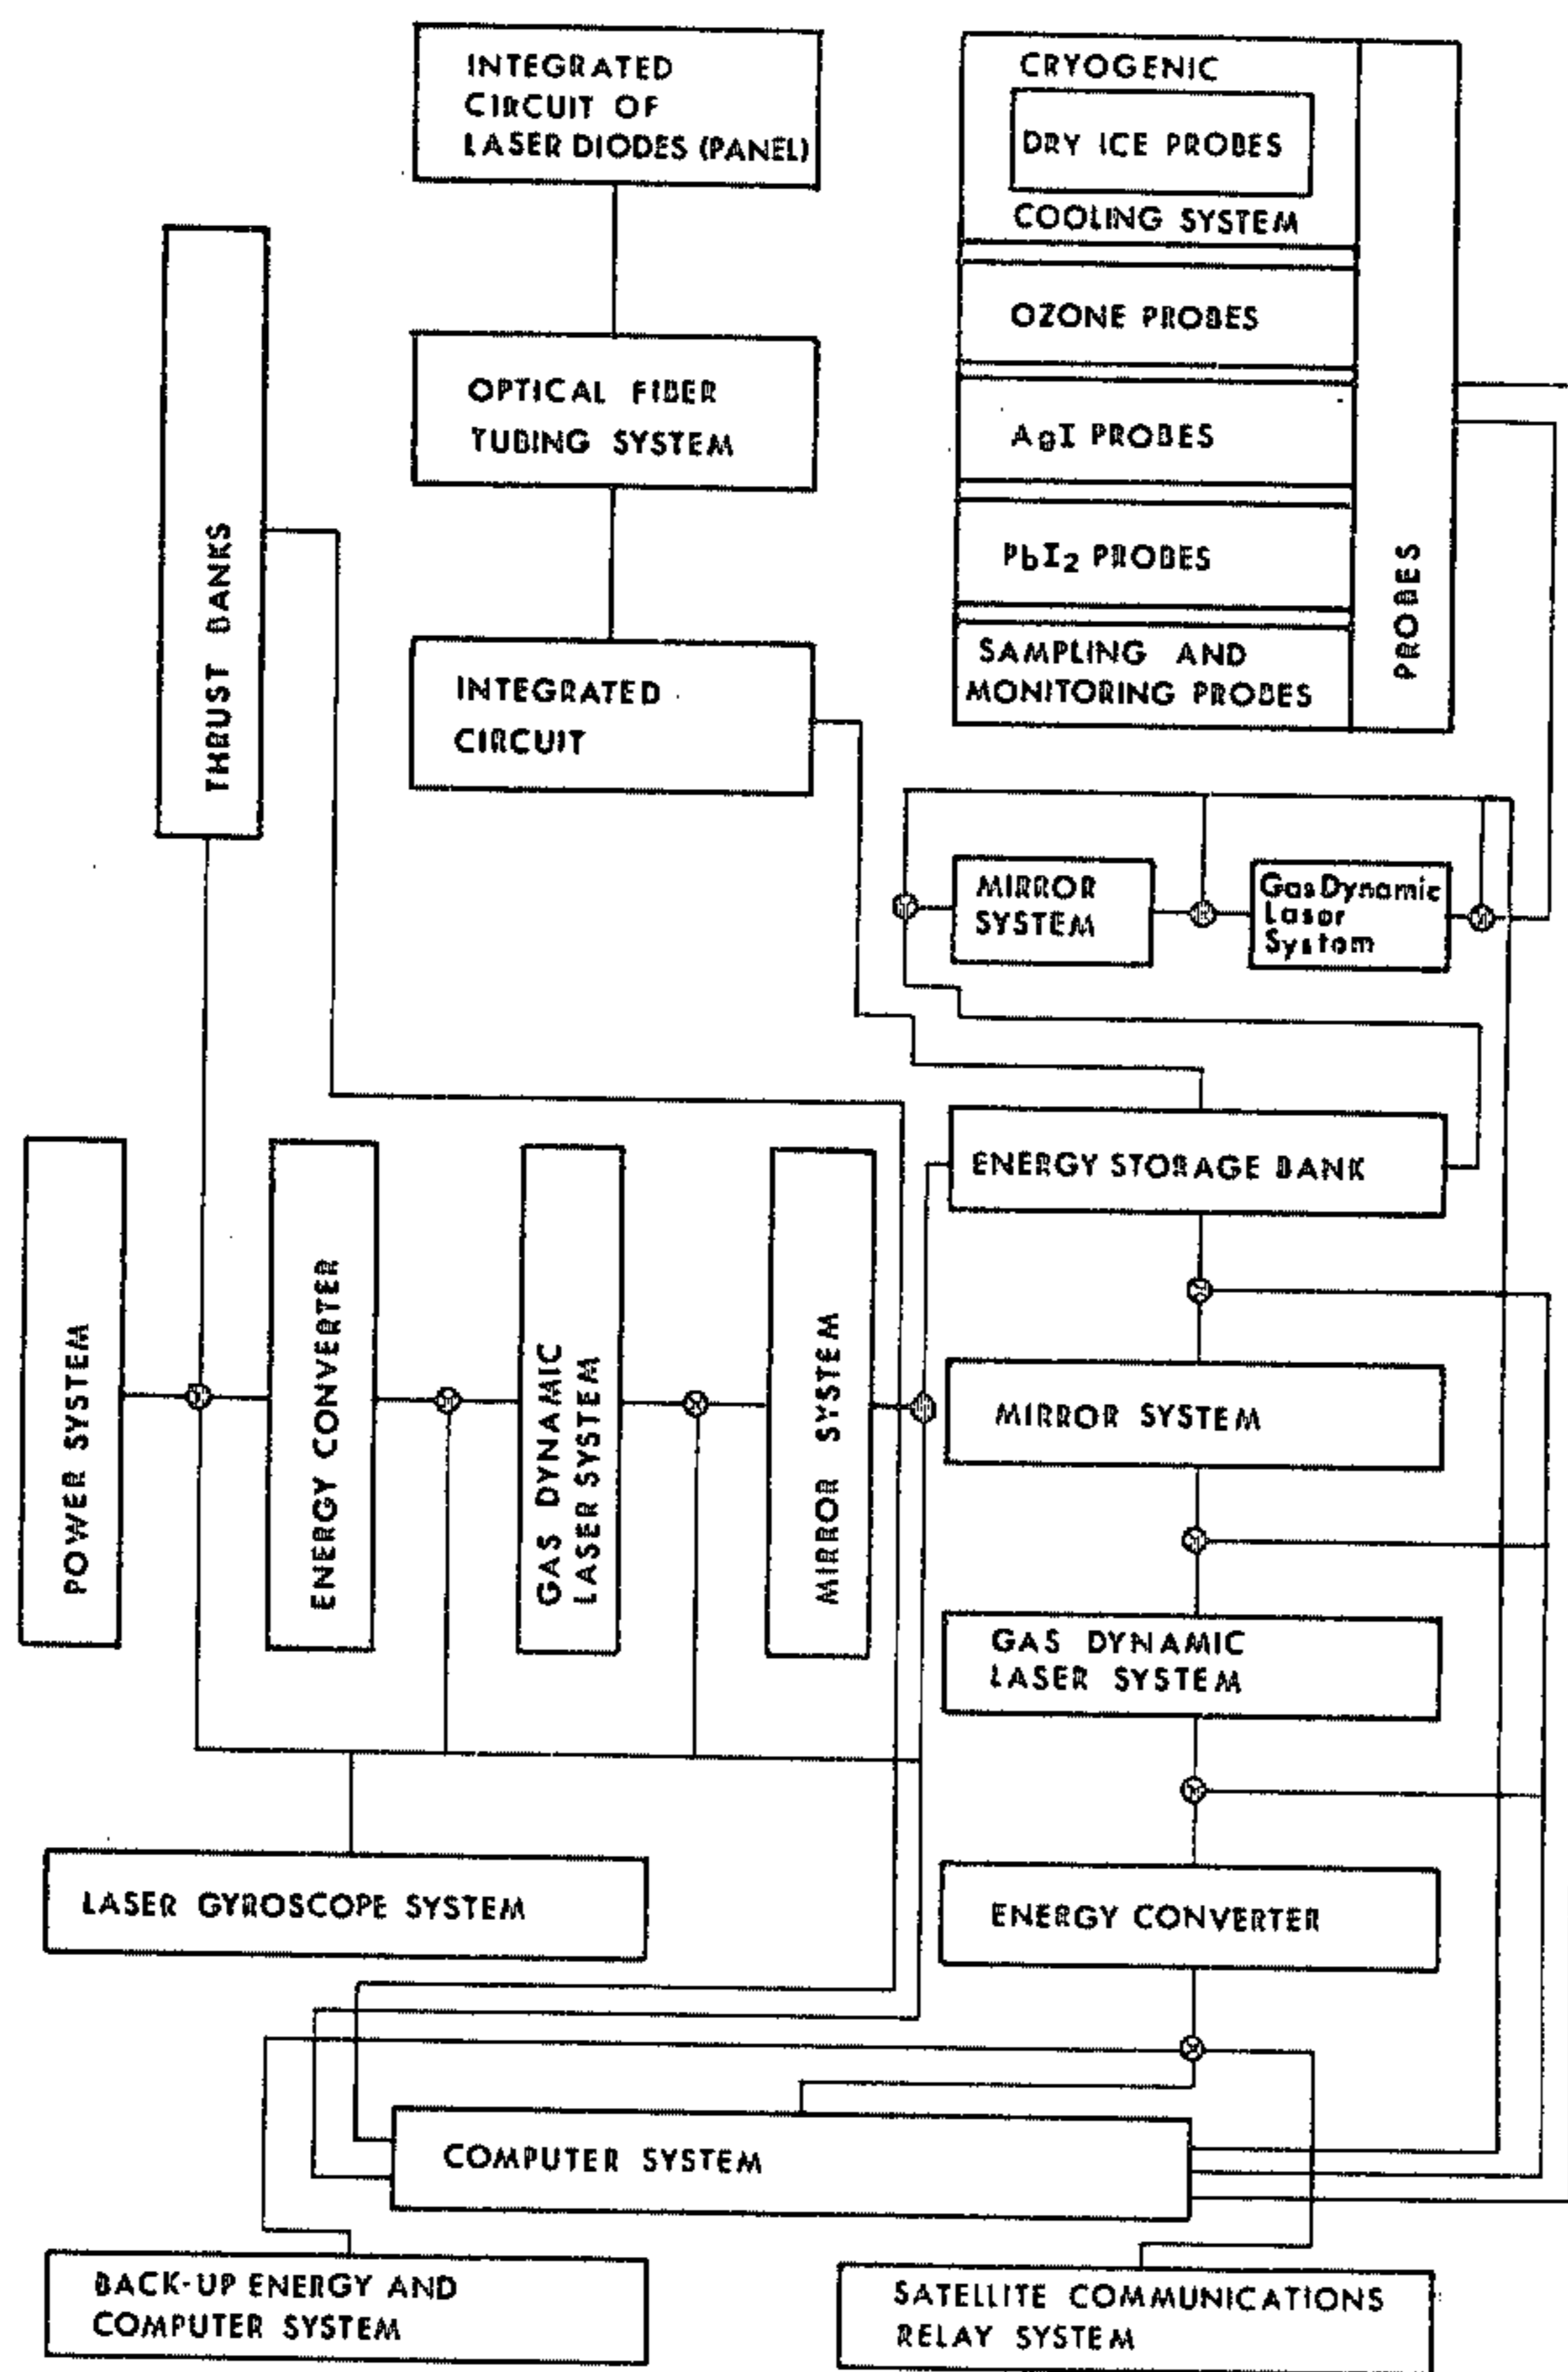 INTEGRATED
CIRCUIT OF
LASER DIODES (PANEL)
CRYOGENIC
DRY ICE PROBES
COOLING SYSTEM
OZONE PROBES
OPTICAL FIBER
TUBING SYSTEM
AgI PROBES
PbI2 PROBES
THRUST BANKS
PROBES
SAMPLING AND
MONITORING PROBES
INTEGRATED
CIRCUIT
MIRROR
SYSTEM
Gas Dynamic
Laser
System
ENERGY STORAGE BANK
POWER SYSTEM
ENERGY CONVERTER
GAS DYNAMIC
LASER SYSTEM
MIRROR SYSTEM
MIRROR SYSTEM
GAS DYNAMIC
LASER SYSTEM
LASER GYROSCOPE SYSTEM
ENERGY CONVERTER
COMPUTER SYSTEM
BACK-UP ENERGY AND
COMPUTER SYSTEM
SATELLITE COMMUNICATIONS
RELAY SYSTEM